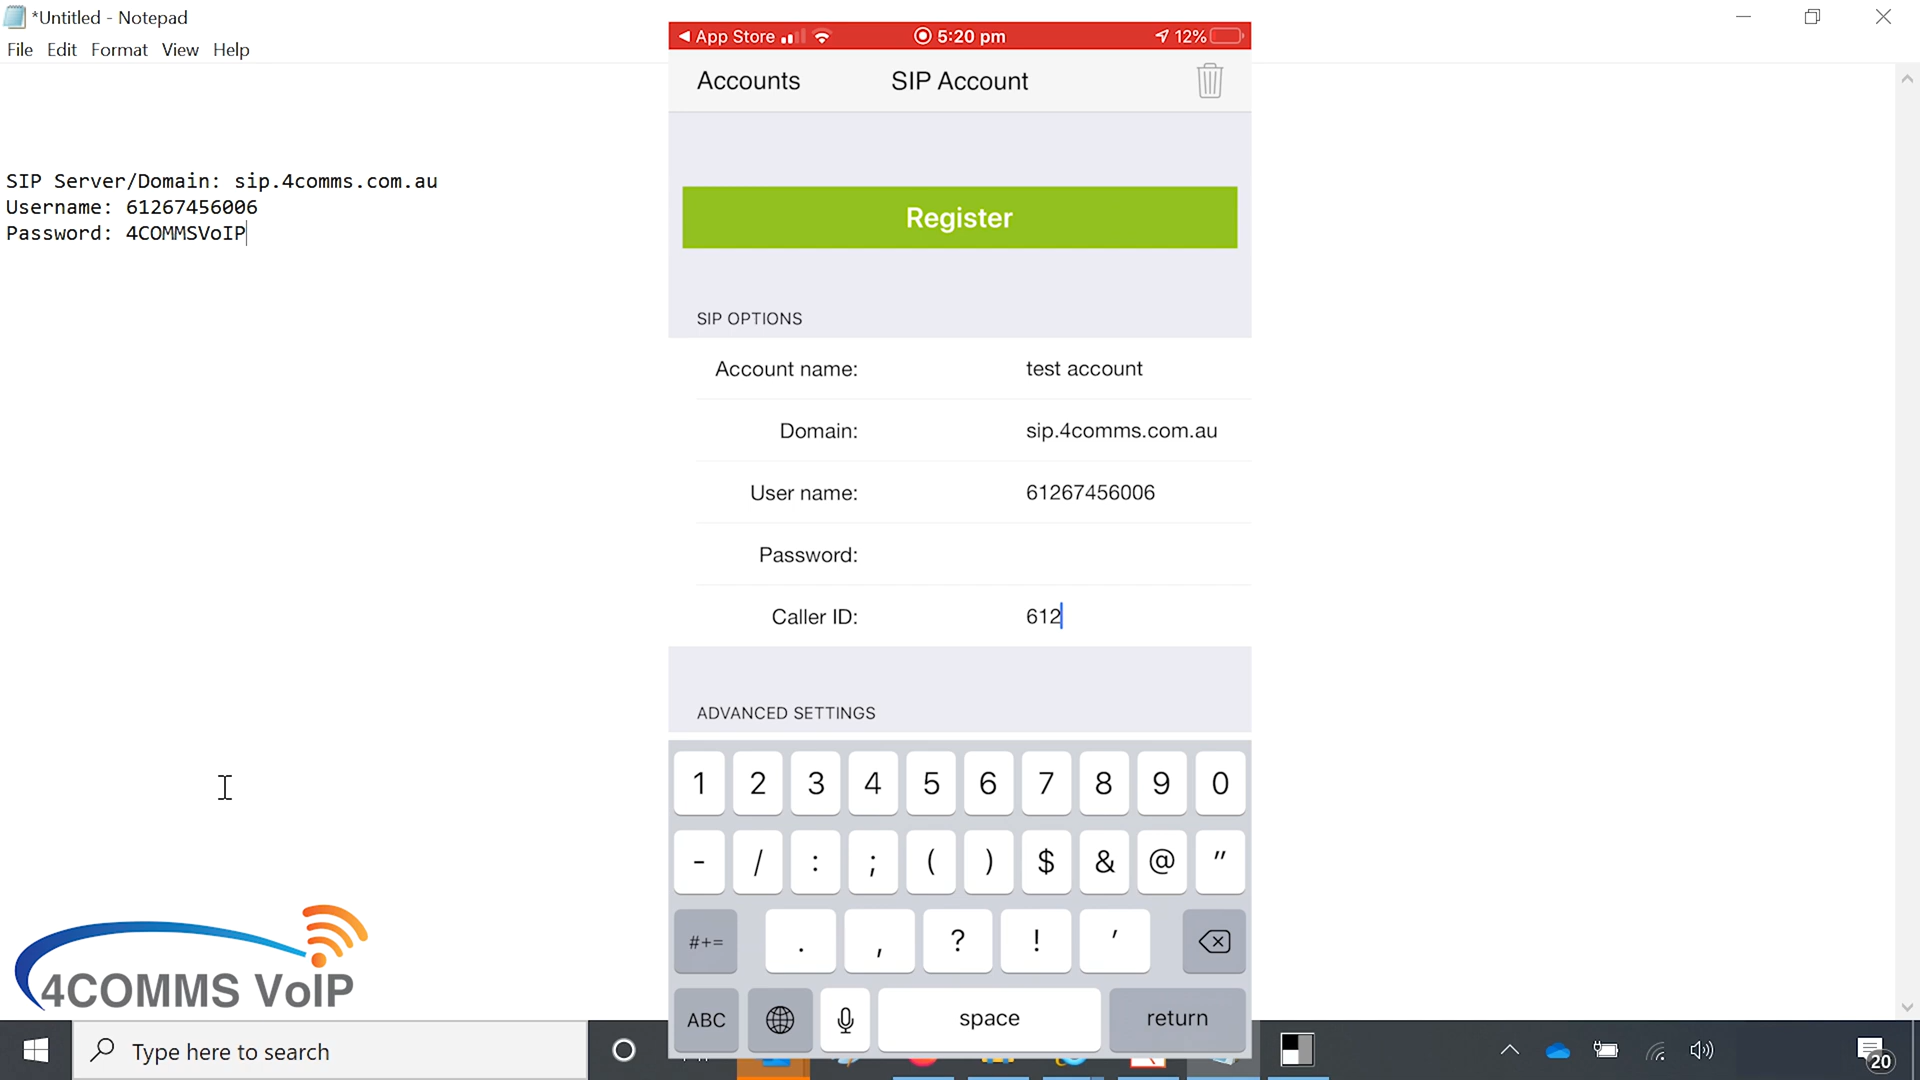 *Untitled - Notepad
File Edit Format View Help
SIP Server/Domain: sip.4comms.com.au
Username: 61267456006
Password: 4COMMSVoIP
App Store 5:20 pm 12%
Accounts SIP Account
Register
SIP OPTIONS
Account name: test account
Domain: sip.4comms.com.au
User name: 61267456006
Password:
Caller ID: 612
ADVANCED SETTINGS
1 2 3 4 5 6 7 8 9 0
- / : ; ( ) $ & @ "
#+= . , ? ! '
ABC space return
4COMMS VoIP
Type here to search
20